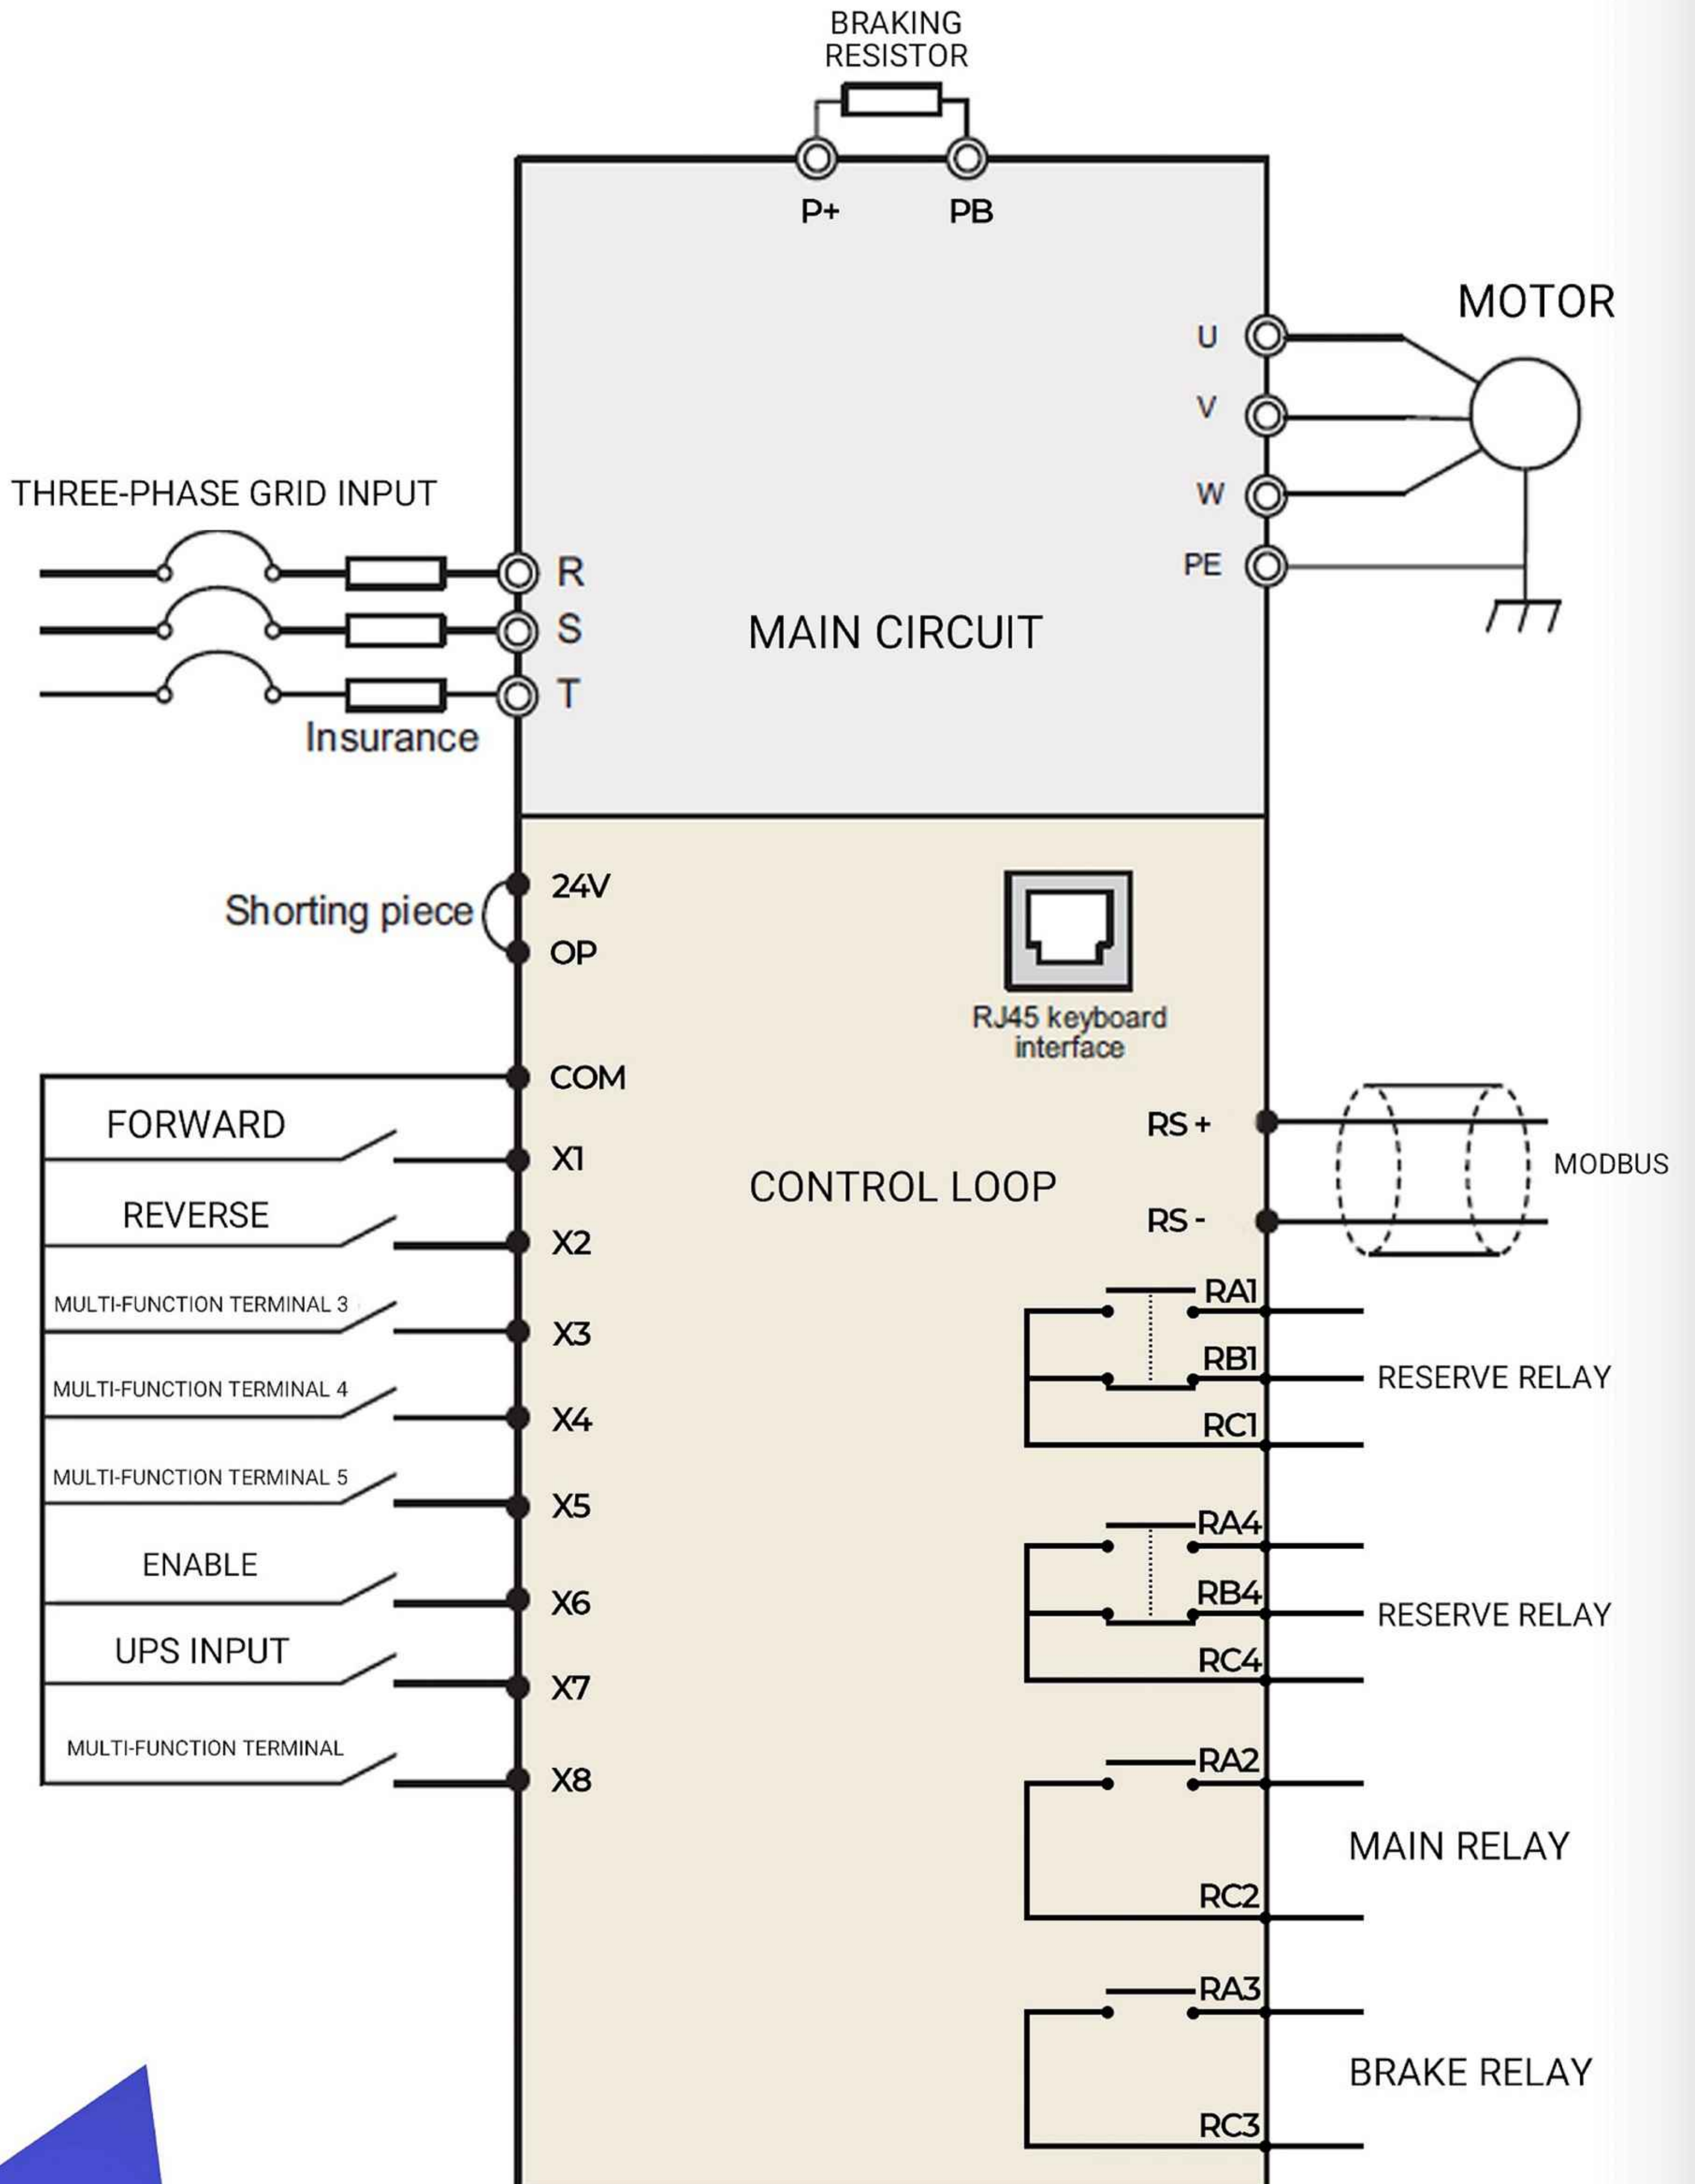 BRAKING
RESISTOR
P+ PB
MOTOR
U
V
W
PE
THREE-PHASE GRID INPUT
R
S
T
Insurance
MAIN CIRCUIT
24V
Shorting piece
OP
RJ45 keyboard
interface
COM
FORWARD
X1
REVERSE
X2
MULTI-FUNCTION TERMINAL 3
X3
MULTI-FUNCTION TERMINAL 4
X4
MULTI-FUNCTION TERMINAL 5
X5
ENABLE
X6
UPS INPUT
X7
MULTI-FUNCTION TERMINAL
X8
CONTROL LOOP
RS +
MODBUS
RS -
RA1
RB1
RESERVE RELAY
RC1
RA4
RB4
RESERVE RELAY
RC4
RA2
MAIN RELAY
RC2
RA3
BRAKE RELAY
RC3